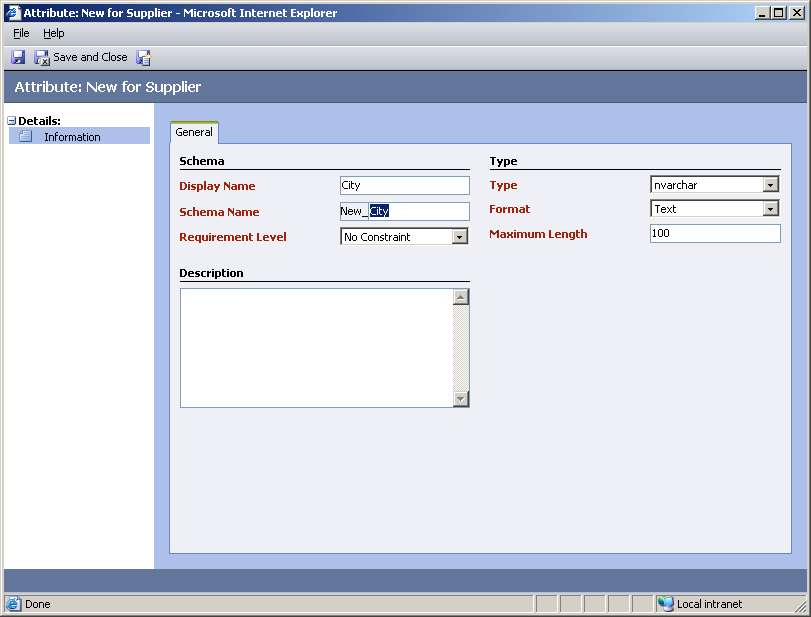 Attribute: New for Supplier - Microsoft Internet Explorer
File Help
Save and Close
Attribute: New for Supplier
Details:
Information
General
Schema
Display Name City
Schema Name New_City
Requirement Level No Constraint
Description
Type
Type nvarchar
Format Text
Maximum Length 100
Done
Local intranet